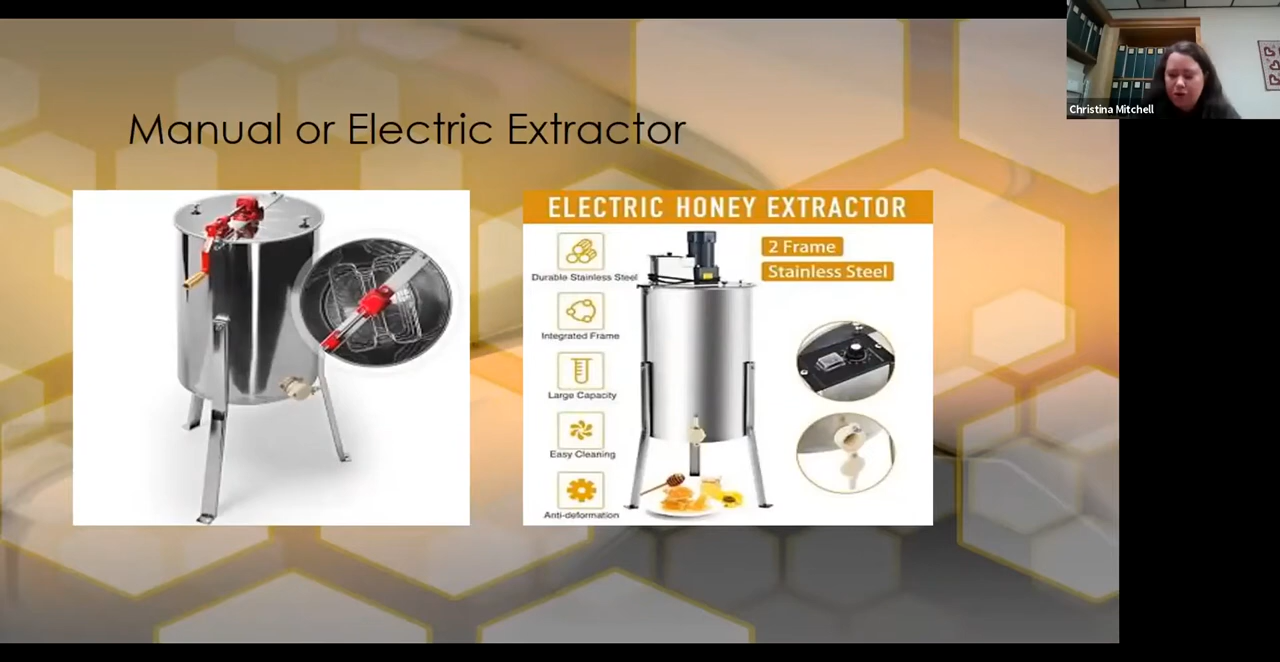 Christina Mitchell
Manual or Electric Extractor
ELECTRIC HONEY EXTRACTOR
2 Frame
Stainless Steel
Durable Stainless Steel
Integrated Frame
Large Capacity
Easy Cleaning
Anti-deformation